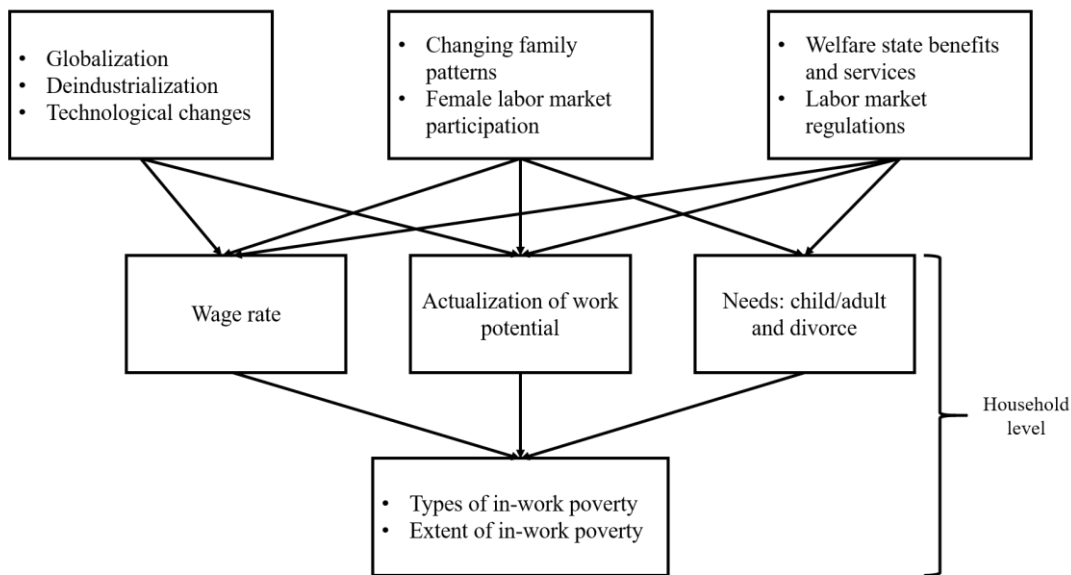 • Globalization
• Deindustrialization
• Technological changes
• Changing family
patterns
• Female labor market
participation
• Welfare state benefits
and services
• Labor market
regulations
Wage rate
Actualization of work
potential
Needs: child/adult
and divorce
Household
level
• Types of in-work poverty
• Extent of in-work poverty